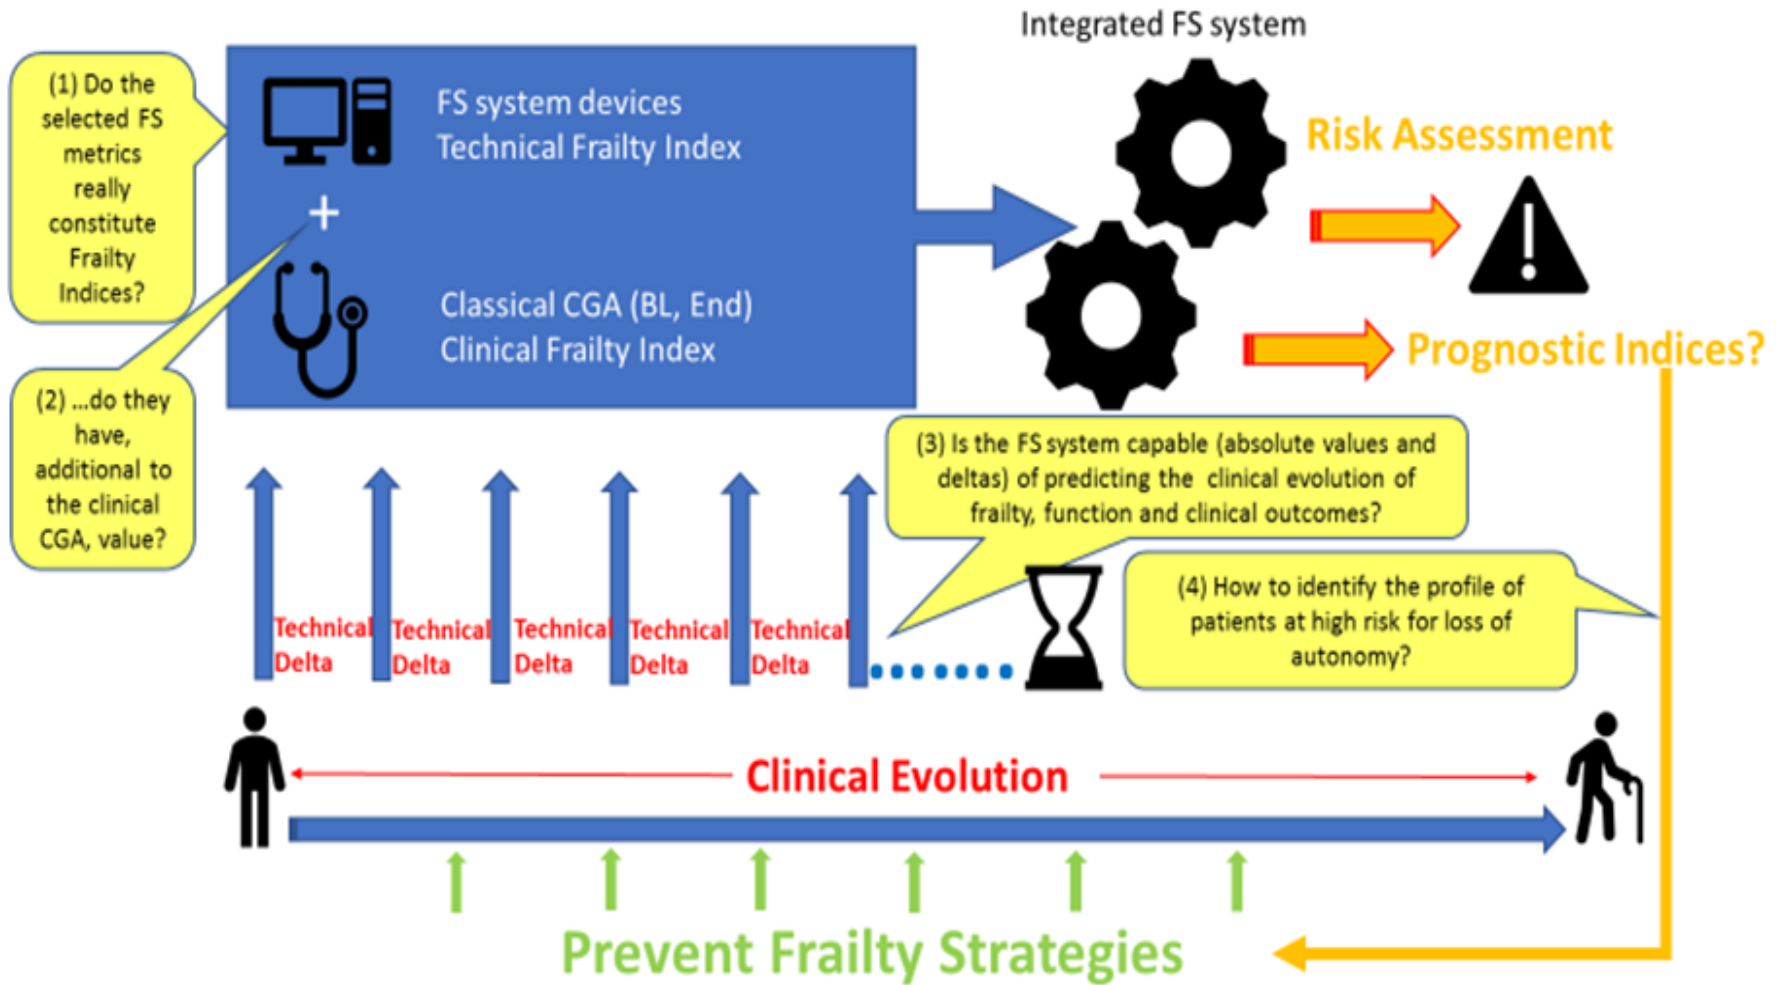 Integrated FS system
(1) Do the
selected FS
metrics
really
constitute
Frailty
Indices?
FS system devices
Technical Frailty Index
+
Classical CGA (BL, End)
Clinical Frailty Index
Risk Assessment
Prognostic Indices?
(2) ...do they
have,
additional to
the clinical
CGA, value?
(3) Is the FS system capable (absolute values and
deltas) of predicting the clinical evolution of
frailty, function and clinical outcomes?
(4) How to identify the profile of
patients at high risk for loss of
autonomy?
Technical
Delta
Technical
Delta
Technical
Delta
Technical
Delta
Technical
Delta
Clinical Evolution
Prevent Frailty Strategies